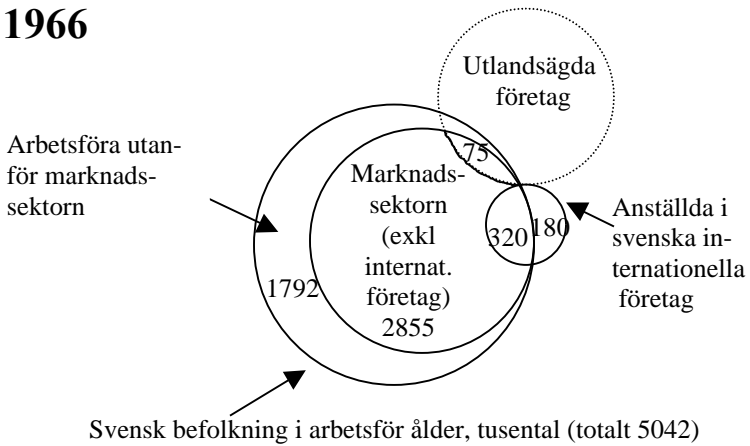 1966
Utlandsägda
företag
Arbetsföra utan-
för marknads-
sektorn
75
Marknads-
sektorn
(exkl
internat.
företag)
2855
320
180
Anställda i
svenska in-
ternationella
företag
1792
Svensk befolkning i arbetsför ålder, tusental (totalt 5042)